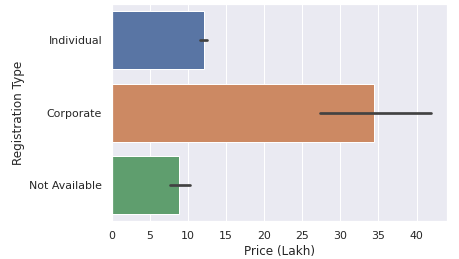 Registration Type
Individual
Corporate
Not Available
0 5 10 15 20 25 30 35 40
Price (Lakh)